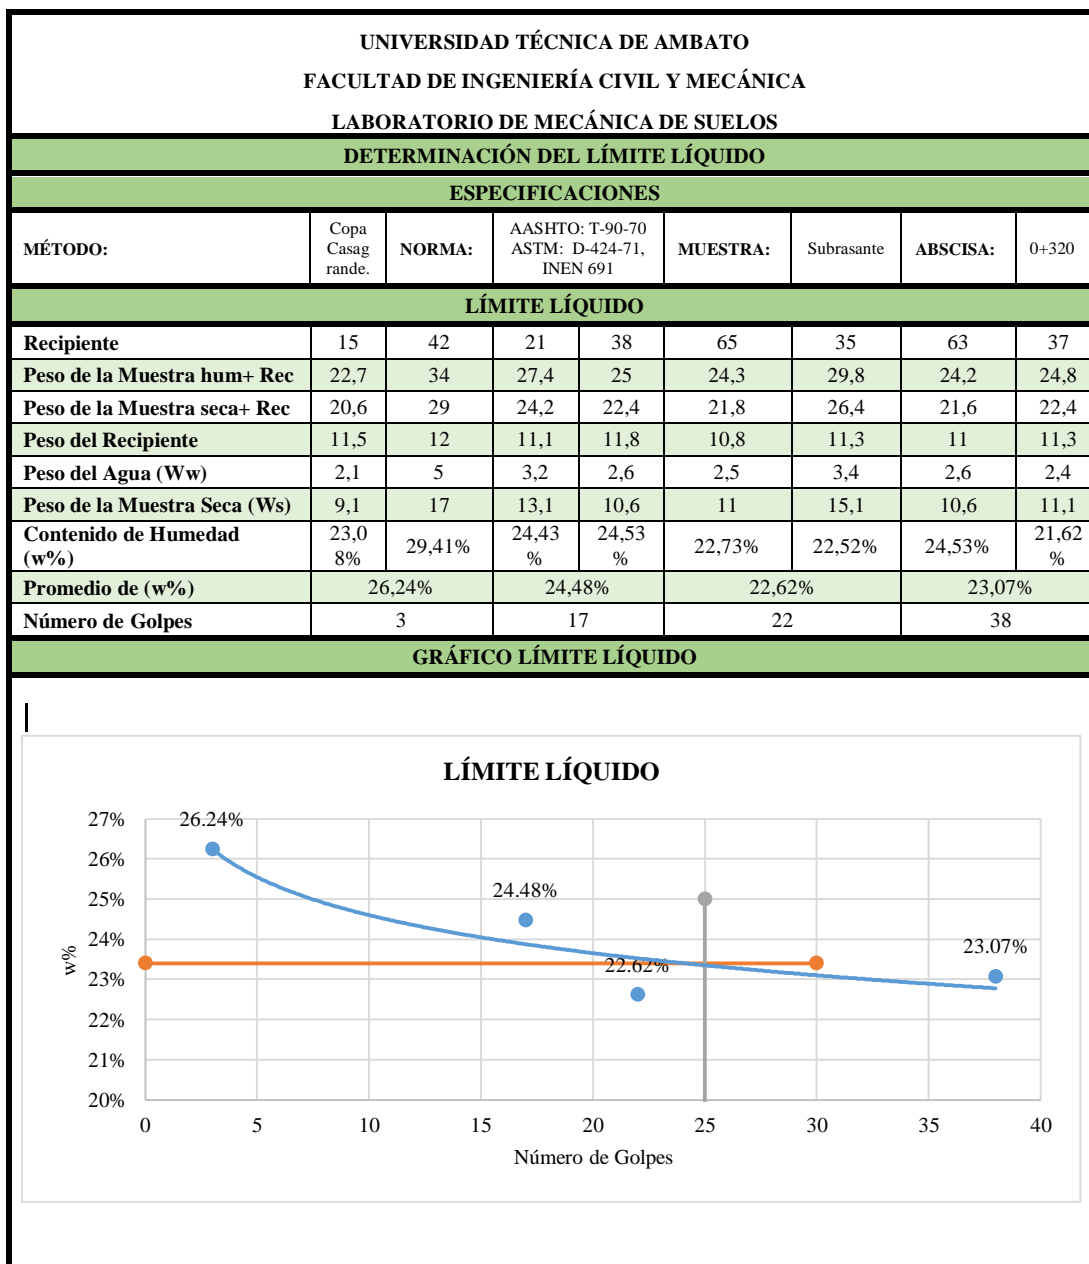 UNIVERSIDAD TÉCNICA DE AMBATO
FACULTAD DE INGENIERÍA CIVIL Y MECÁNICA
LABORATORIO DE MECÁNICA DE SUELOS
DETERMINACIÓN DEL LÍMITE LÍQUIDO
ESPECIFICACIONES
MÉTODO: Copa Casag rande. NORMA: AASHTO: T-90-70 ASTM: D-424-71, INEN 691 MUESTRA: Subrasante ABSCISA: 0+320
LÍMITE LÍQUIDO
Recipiente 15 42 21 38 65 35 63 37
Peso de la Muestra hum+ Rec 22,7 34 27,4 25 24,3 29,8 24,2 24,8
Peso de la Muestra seca+ Rec 20,6 29 24,2 22,4 21,8 26,4 21,6 22,4
Peso del Recipiente 11,5 12 11,1 11,8 10,8 11,3 11 11,3
Peso del Agua (Ww) 2,1 5 3,2 2,6 2,5 3,4 2,6 2,4
Peso de la Muestra Seca (Ws) 9,1 17 13,1 10,6 11 15,1 10,6 11,1
Contenido de Humedad (w%) 23,0 8% 29,41% 24,43 % 24,53 % 22,73% 22,52% 24,53% 21,62 %
Promedio de (w%) 26,24% 24,48% 22,62% 23,07%
Número de Golpes 3 17 22 38
GRÁFICO LÍMITE LÍQUIDO
LÍMITE LÍQUIDO
27%
26%
25%
24%
23%
22%
21%
20%
w%
26.24%
24.48%
22.62%
23.07%
0 5 10 15 20 25 30 35 40
Número de Golpes